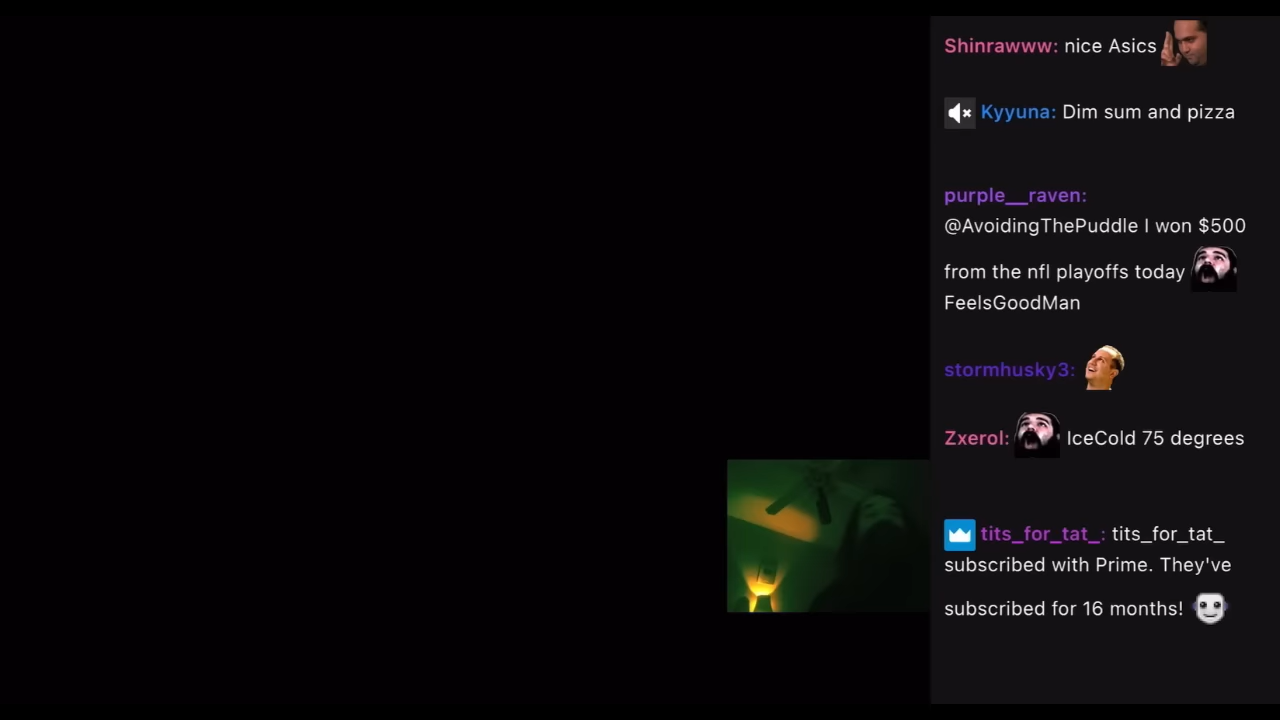 Shinrawww: nice Asics
Kyyuna: Dim sum and pizza
purple__raven:
@AvoidingThePuddle I won $500
from the nfl playoffs today
FeelsGoodMan
stormhusky3:
Zxerol: IceCold 75 degrees
tits_for_tat_: tits_for_tat_
subscribed with Prime. They've
subscribed for 16 months!